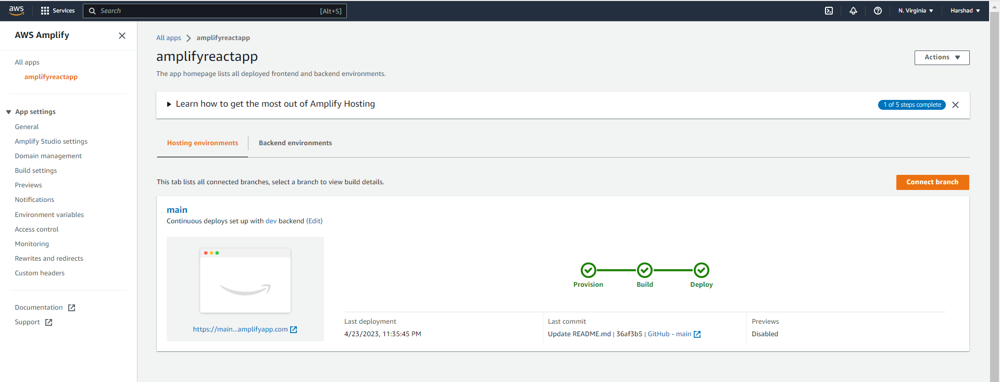 aws Services Search [Alt+S] N. Virginia Harshad
AWS Amplify
All apps
amplifyreactapp
App settings
General
Amplify Studio settings
Domain management
Build settings
Previews
Notifications
Environment variables
Access control
Monitoring
Rewrites and redirects
Custom headers
Documentation
Support
All apps amplifyreactapp
amplifyreactapp
Actions
The app homepage lists all deployed frontend and backend environments.
Learn how to get the most out of Amplify Hosting 1 of 5 steps complete
Hosting environments Backend environments
This tab lists all connected branches, select a branch to view build details.
Connect branch
main
Continuous deploys set up with dev backend (Edit)
https://main...amplifyapp.com
Provision Build Deploy
Last deployment
4/23/2023, 11:35:45 PM
Last commit
Update README.md | 36af3b5 | GitHub - main
Previews
Disabled